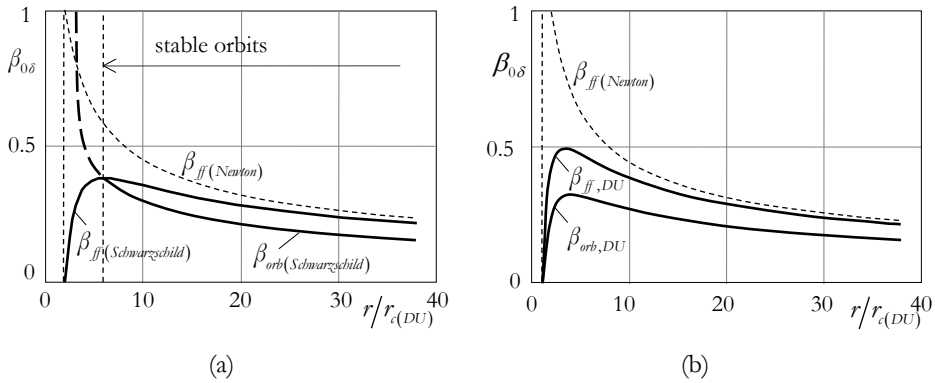 1
β0δ
stable orbits
βff(Newton)
0.5
βff(Schwarzschild)
βorb(Schwarzschild)
0
0 10 20 30 40
r/rc(DU)
(a)
1
β0δ
βff(Newton)
0.5
βff,DU
βorb,DU
0
0 10 20 30 40
r/rc(DU)
(b)